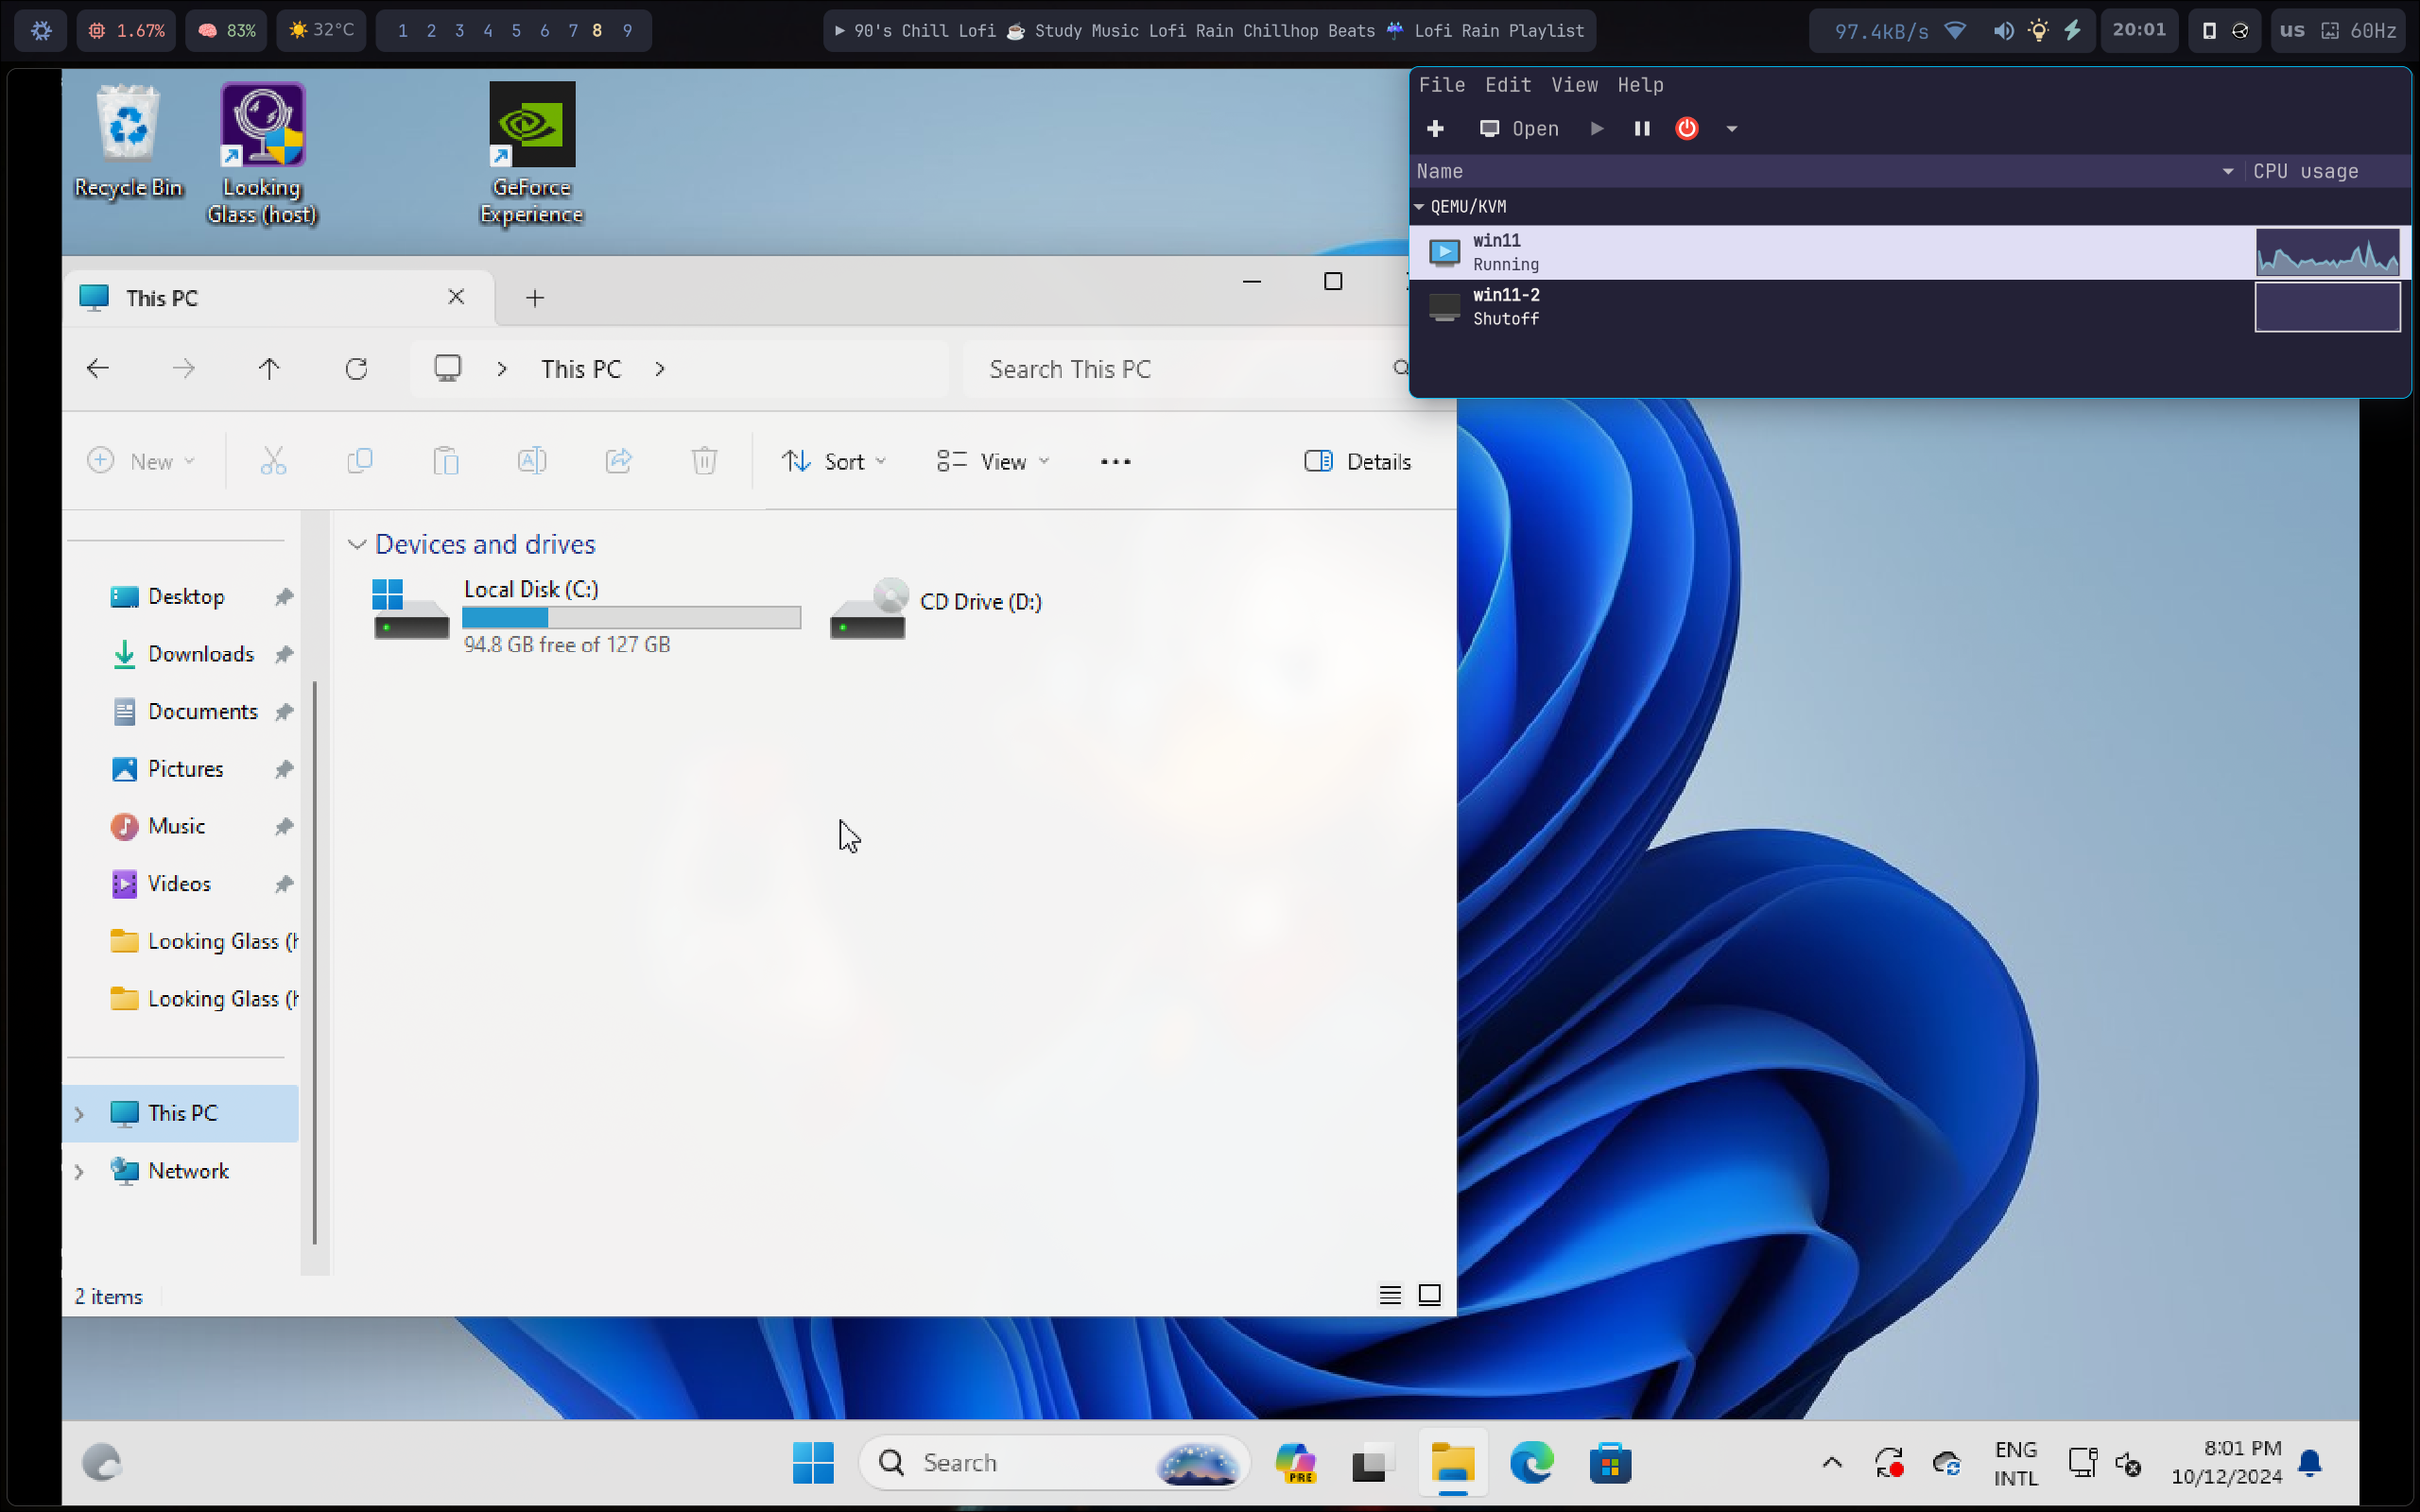 1.67%
83%
32°C
1 2 3 4 5 6 7 8 9
90's Chill Lofi ☕ Study Music Lofi Rain Chillhop Beats ☔ Lofi Rain Playlist
97.4kB/s
20:01
us
60Hz
Recycle Bin
Looking
Glass (host)
GeForce
Experience
File Edit View Help
Open
Name CPU usage
QEMU/KVM
win11
Running
win11-2
Shutoff
This PC
This PC
Search This PC
New
Sort
View
Details
Desktop
Downloads
Documents
Pictures
Music
Videos
Looking Glass (h
Looking Glass (h
This PC
Network
Devices and drives
Local Disk (C:)
94.8 GB free of 127 GB
CD Drive (D:)
2 items
Search
PRE
ENG
INTL
8:01 PM
10/12/2024